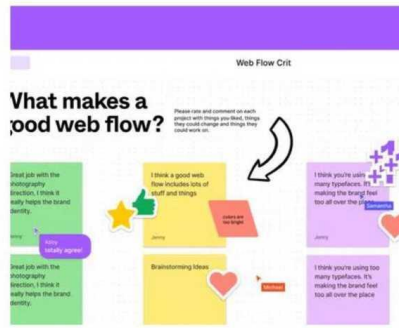 Web Flow Crit
What makes a
ood web flow?
Please rate and comment on each
project with things you liked, things
they could change and things they
could work on.
Great job with the
photography
direction, I think it
really helps the brand
identity.
Jenny
totally agree!
I think a good web
flow includes lots of
stuff and things
Jenny
colors are
too bright
I think you're usin
many typefaces. It's
making the brand feel
too all over the pla
Jenny
Samantha
Great job with the
photography
direction, I think it
really helps the brand
identity.
Brainstorming Ideas
Michael
I think you're using too
many typefaces. It's
making the brand feel
too all over the place